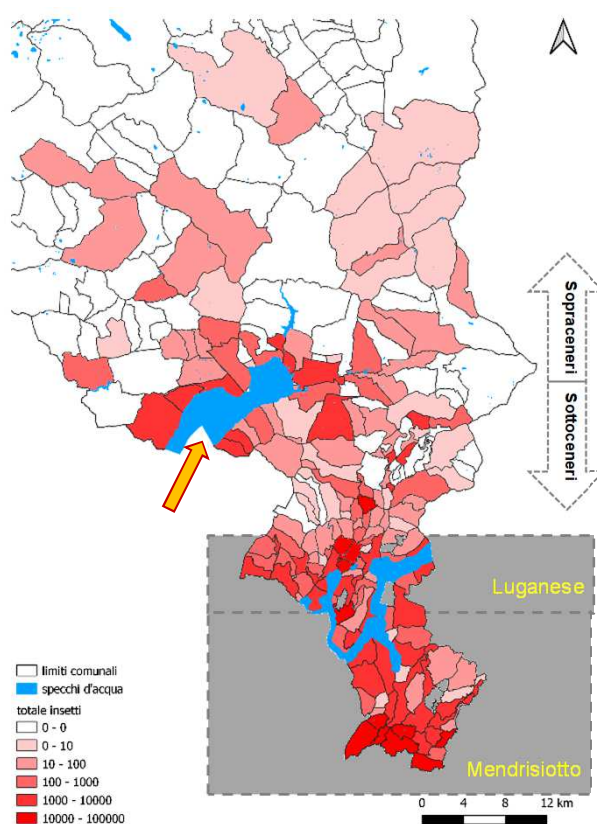 Sopraceneri
Sottoceneri
Luganese
Mendrisiotto
limiti comunali
specchi d'acqua
totale insetti
0 - 0
0 - 10
10 - 100
100 - 1000
1000 - 10000
10000 - 100000
0 4 8 12 km